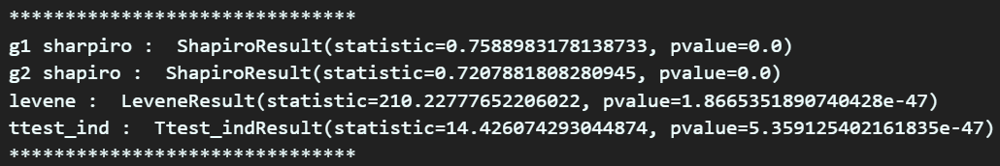 *******************************
g1 sharpiro :  ShapiroResult(statistic=0.7588983178138733, pvalue=0.0)
g2 shapiro :  ShapiroResult(statistic=0.7207881808280945, pvalue=0.0)
levene :  LeveneResult(statistic=210.22777652206022, pvalue=1.8665351890740428e-47)
ttest_ind :  Ttest_indResult(statistic=14.426074293044874, pvalue=5.359125402161835e-47)
*******************************